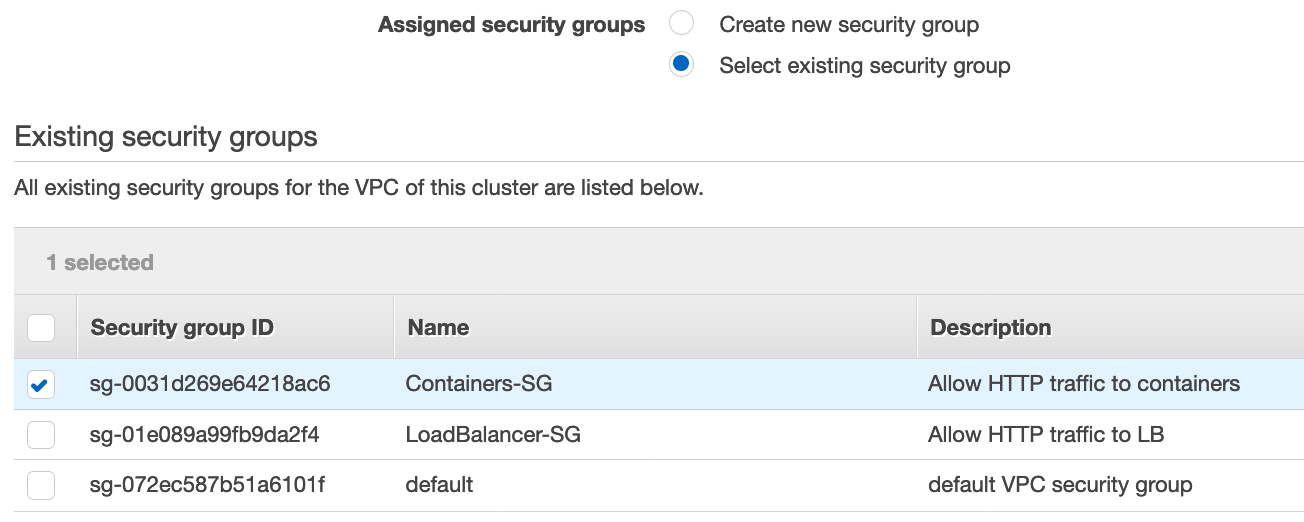 Assigned security groups Create new security group
Select existing security group
Existing security groups
All existing security groups for the VPC of this cluster are listed below.
1 selected
Security group ID Name Description
sg-0031d269e64218ac6 Containers-SG Allow HTTP traffic to containers
sg-01e089a99fb9da2f4 LoadBalancer-SG Allow HTTP traffic to LB
sg-072ec587b51a6101f default default VPC security group